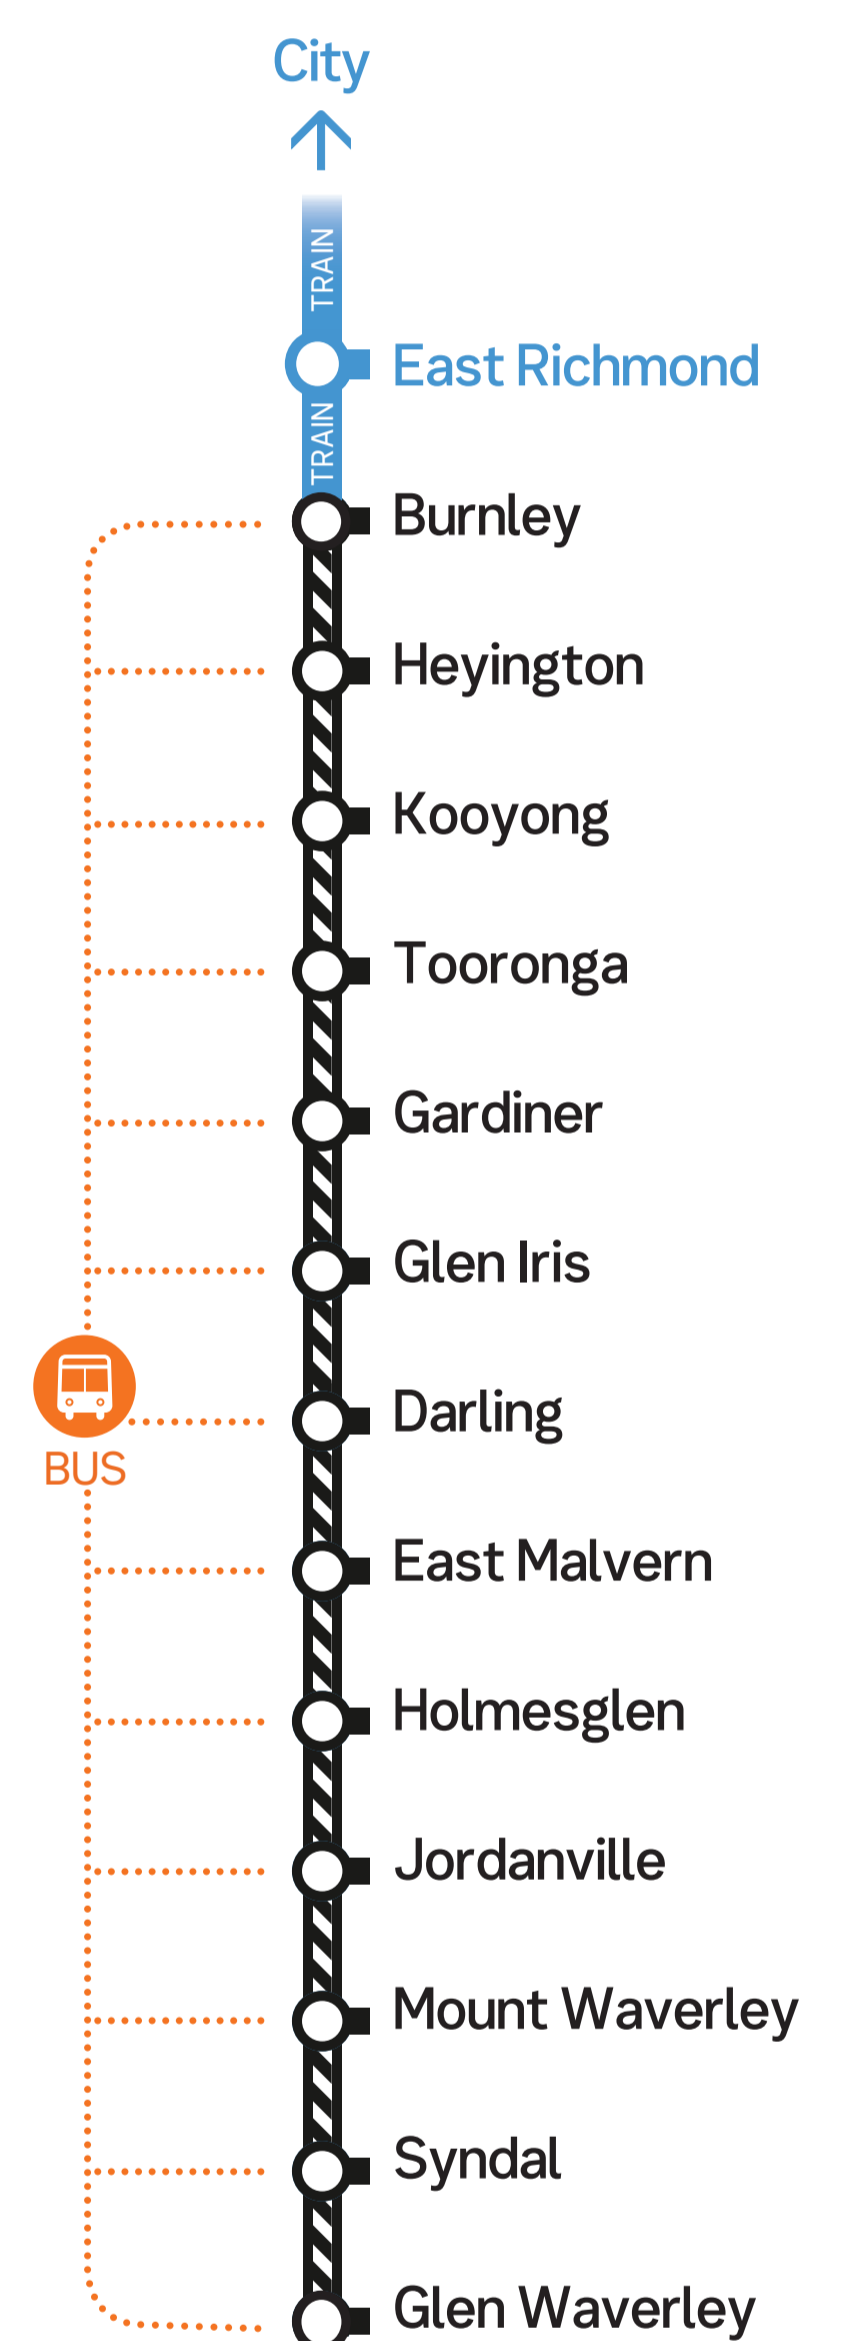 City
TRAIN
East Richmond
TRAIN
Burnley
Heyington
Kooyong
Tooronga
Gardiner
Glen Iris
Darling
BUS
East Malvern
Holmesglen
Jordanville
Mount Waverley
Syndal
Glen Waverley